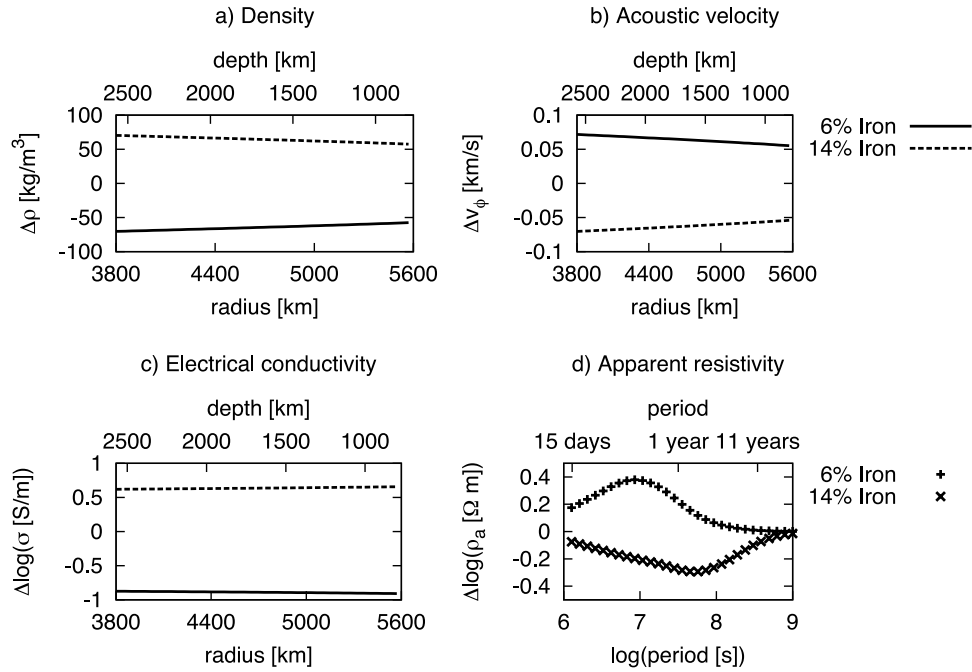 a) Density
depth [km]
2500 2000 1500 1000
100
50
0
-50
-100
Δρ [kg/m³]
3800 4400 5000 5600
radius [km]
b) Acoustic velocity
depth [km]
2500 2000 1500 1000
0.1
0.05
0
-0.05
-0.1
Δv_ϕ [km/s]
3800 4400 5000 5600
radius [km]
6% Iron
14% Iron
c) Electrical conductivity
depth [km]
2500 2000 1500 1000
1
0.5
0
-0.5
-1
Δlog(σ [S/m])
3800 4400 5000 5600
radius [km]
d) Apparent resistivity
period
15 days 1 year 11 years
0.4
0.2
0
-0.2
-0.4
Δlog(ρ_a [Ω m])
6 7 8 9
log(period [s])
6% Iron
14% Iron